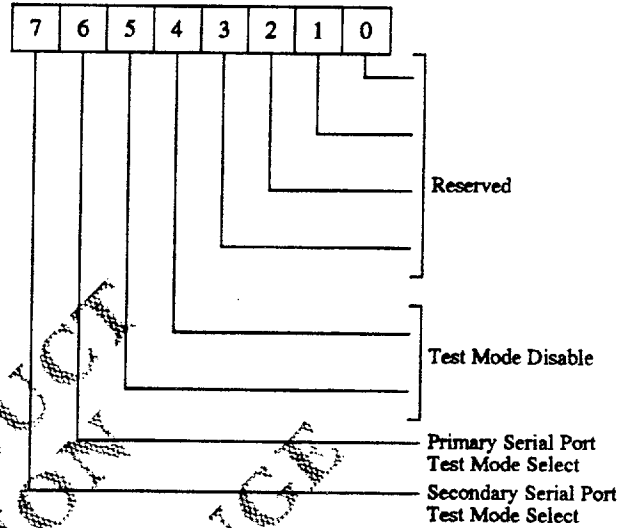 7 6 5 4 3 2 1 0
Reserved
Test Mode Disable
Primary Serial Port
Test Mode Select
Secondary Serial Port
Test Mode Select